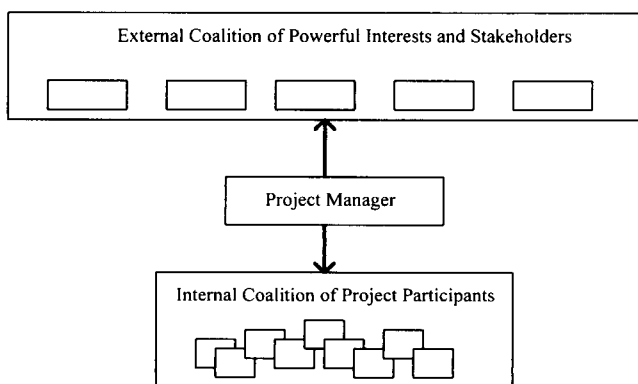 External Coalition of Powerful Interests and Stakeholders
Project Manager
Internal Coalition of Project Participants